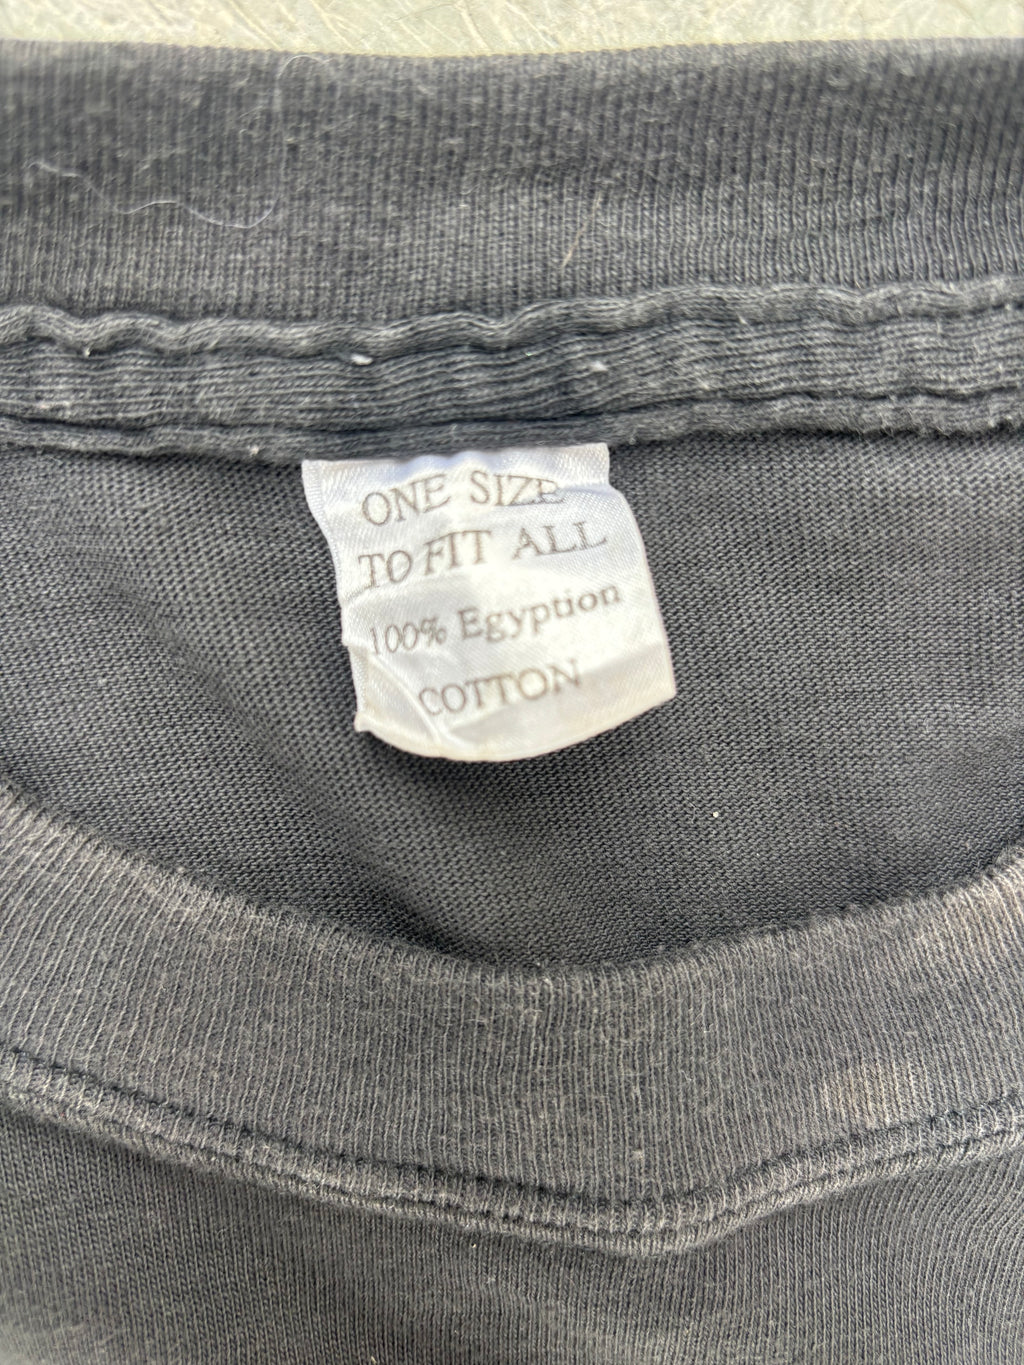 ONE SIZE
TO FIT ALL
100% Egyption
COTTON